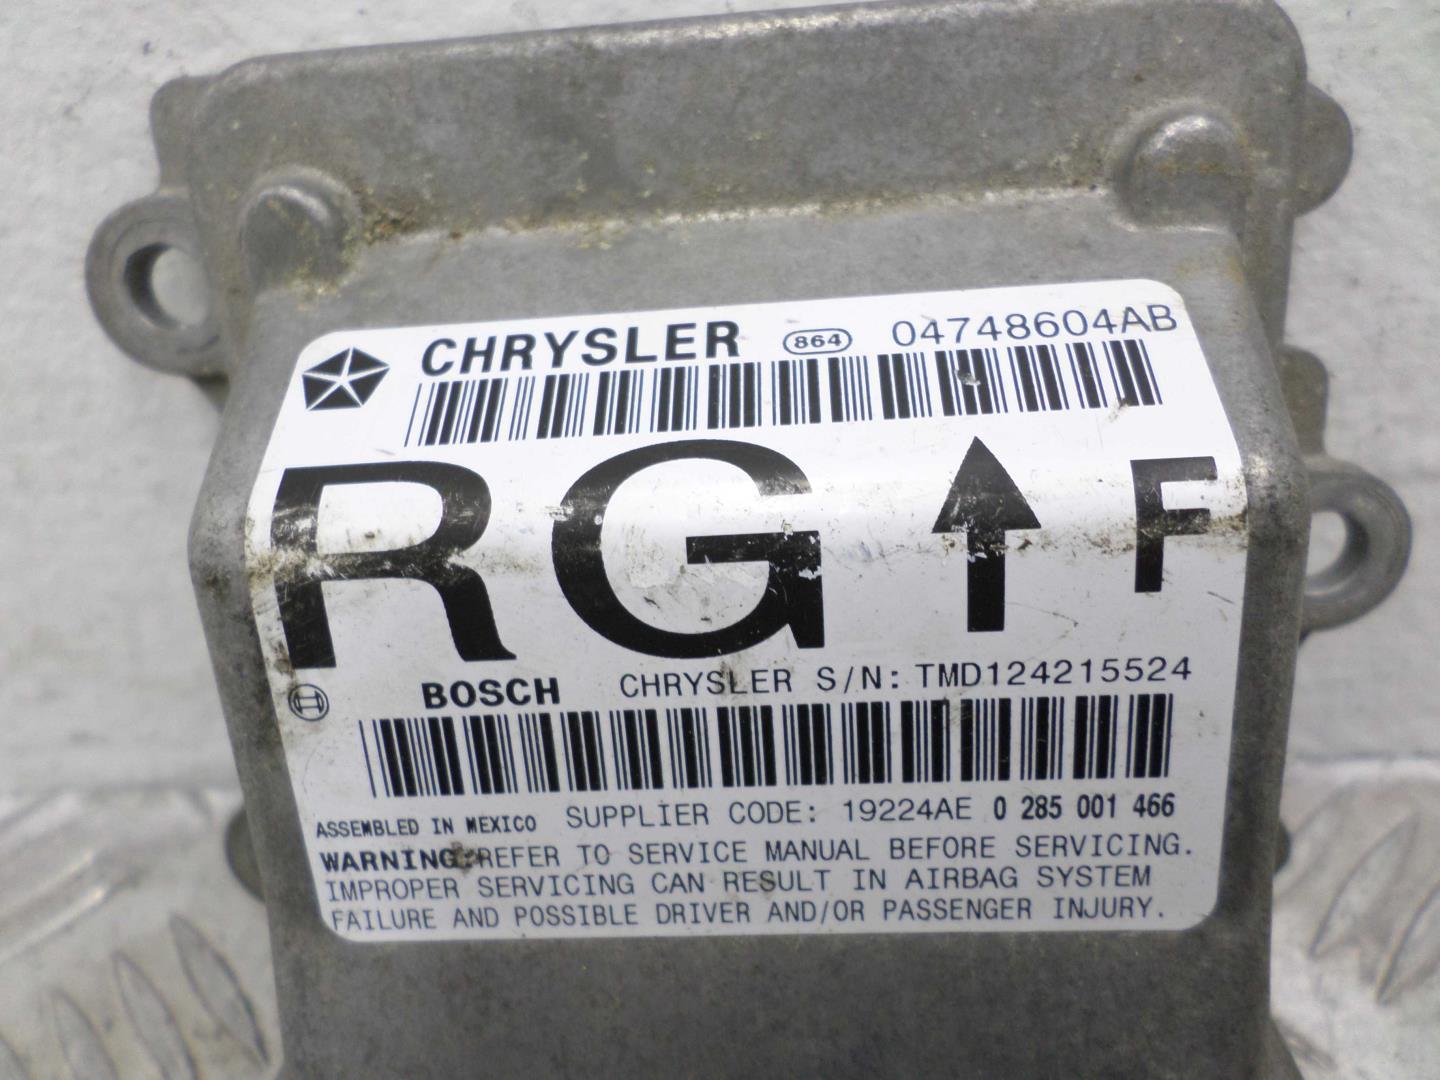 CHRYSLER 864 04748604AB
RG F
BOSCH CHRYSLER S/N: TMD124215524
ASSEMBLED IN MEXICO SUPPLIER CODE: 19224AE 0 285 001 466
WARNING: REFER TO SERVICE MANUAL BEFORE SERVICING.
IMPROPER SERVICING CAN RESULT IN AIRBAG SYSTEM
FAILURE AND POSSIBLE DRIVER AND/OR PASSENGER INJURY.